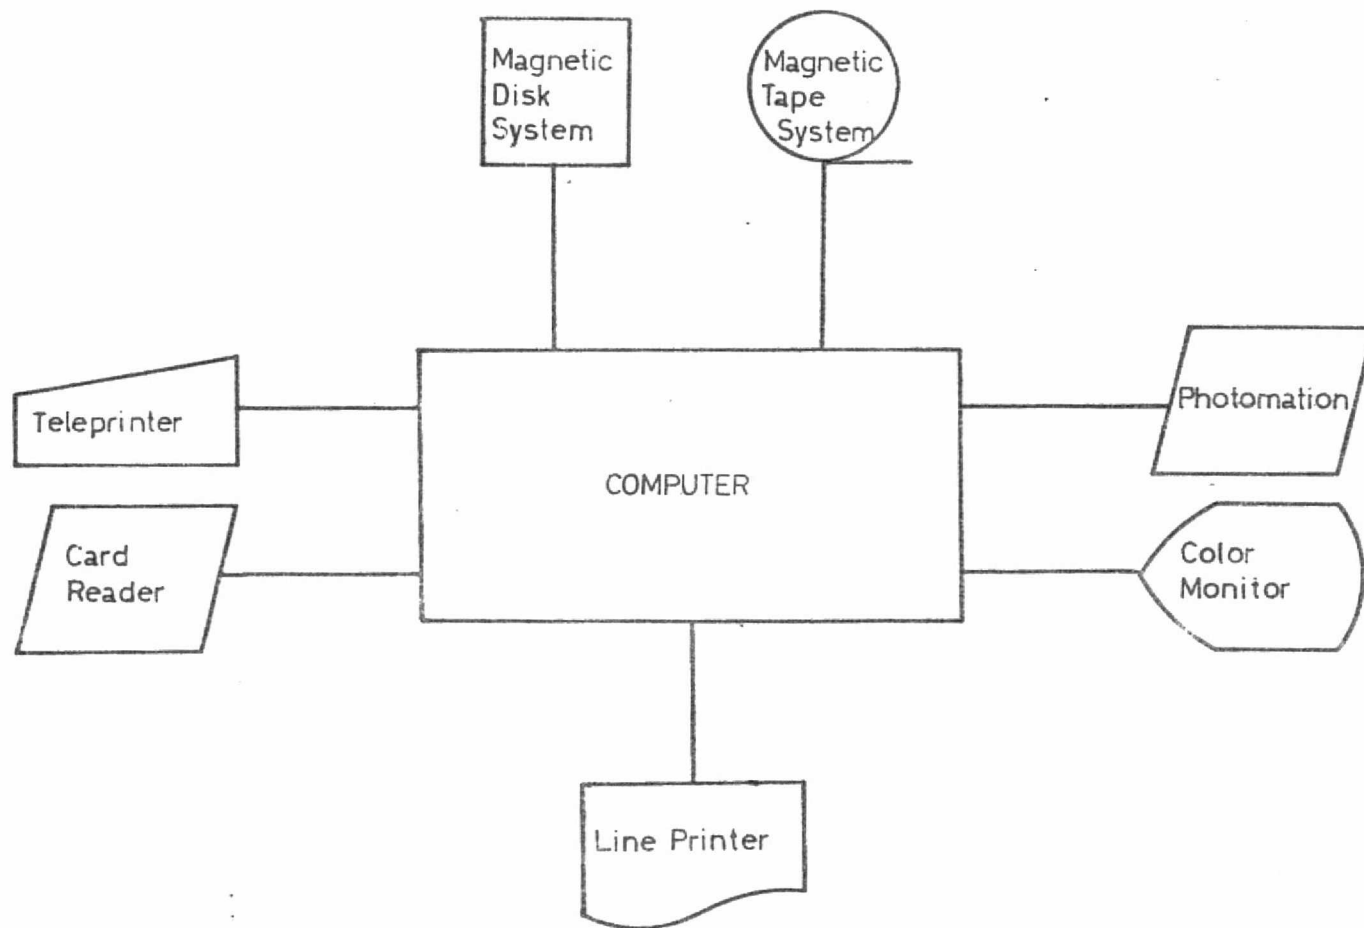 Magnetic
Disk
System
Magnetic
Tape
System
Teleprinter
Photomation
COMPUTER
Card
Reader
Color
Monitor
Line Printer